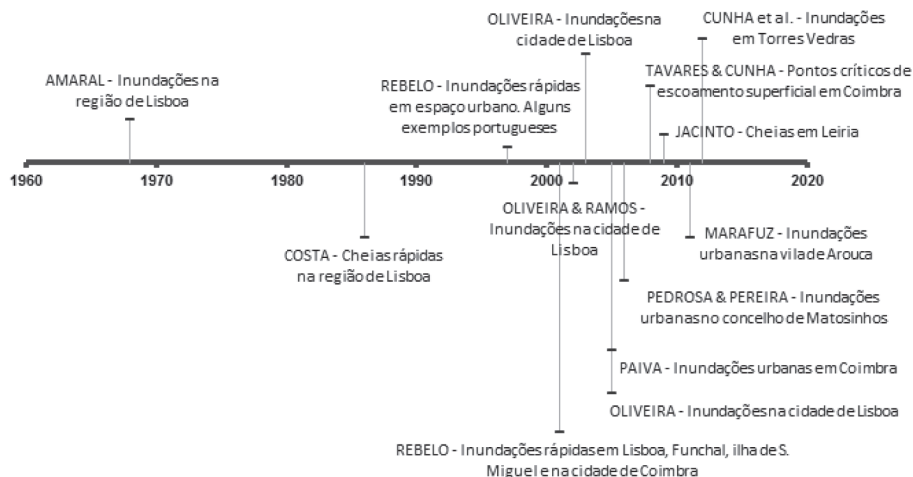 OLIVEIRA - Inundações na
cidade de Lisboa
CUNHA et al. - Inundações
em Torres Vedras
AMARAL - Inundações na
região de Lisboa
REBELO - Inundações rápidas
em espaço urbano. Alguns
exemplos portugueses
TAVARES & CUNHA - Pontos críticos de
escoamento superficial em Coimbra
JACINTO - Cheias em Leiria
1960 1970 1980 1990 2000 2010 2020
OLIVEIRA & RAMOS -
Inundações na cidade de
Lisboa
COSTA - Cheias rápidas
na região de Lisboa
MARAFUZ - Inundações
urbanas na vila de Arouca
PEDROSA & PEREIRA - Inundações
urbanas no concelho de Matosinhos
PAIVA - Inundações urbanas em Coimbra
OLIVEIRA - Inundações na cidade de Lisboa
REBELO - Inundações rápidas em Lisboa, Funchal, ilha de S.
Miguel e na cidade de Coimbra